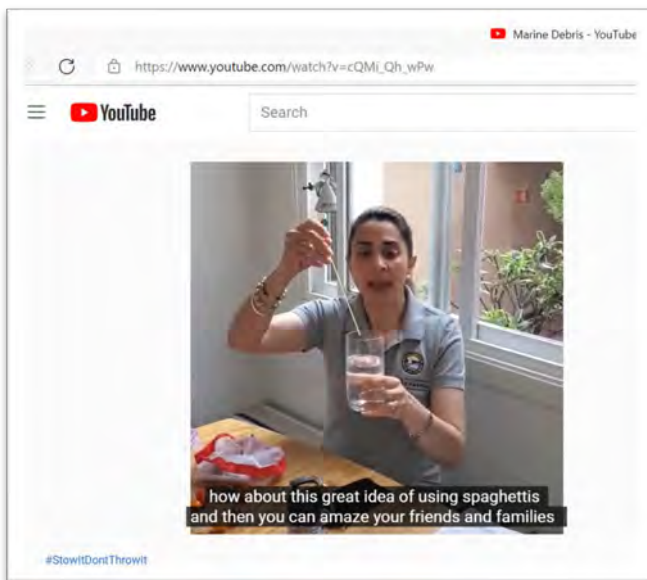 Marine Debris - YouTube
https://www.youtube.com/watch?v=cQMi_Qh_wPw
YouTube
Search
how about this great idea of using spaghettis
and then you can amaze your friends and families
#StowItDontThrowIt